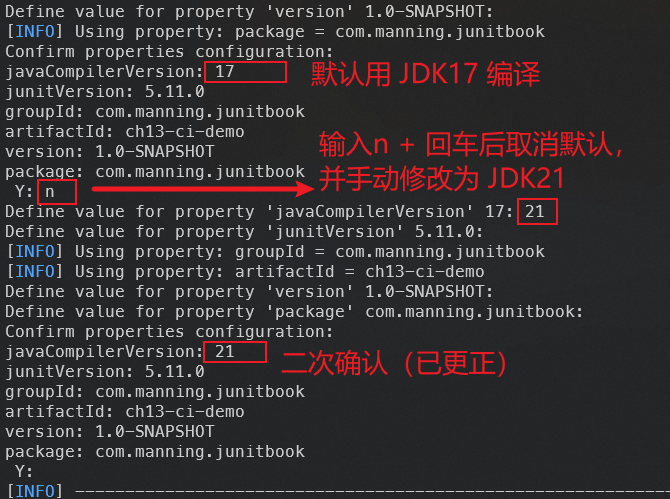 Define value for property 'version' 1.0-SNAPSHOT:
[INFO] Using property: package = com.manning.junitbook
Confirm properties configuration:
javaCompilerVersion: 17
默认用 JDK17 编译
junitVersion: 5.11.0
groupId: com.manning.junitbook
artifactId: ch13-ci-demo
version: 1.0-SNAPSHOT
package: com.manning.junitbook
Y: n
输入n + 回车后取消默认，
并手动修改为 JDK21
Define value for property 'javaCompilerVersion' 17: 21
Define value for property 'junitVersion' 5.11.0:
[INFO] Using property: groupId = com.manning.junitbook
[INFO] Using property: artifactId = ch13-ci-demo
Define value for property 'version' 1.0-SNAPSHOT:
Define value for property 'package' com.manning.junitbook:
Confirm properties configuration:
javaCompilerVersion: 21
二次确认（已更正）
junitVersion: 5.11.0
groupId: com.manning.junitbook
artifactId: ch13-ci-demo
version: 1.0-SNAPSHOT
package: com.manning.junitbook
Y:
[INFO] ------------------------------------------------------------